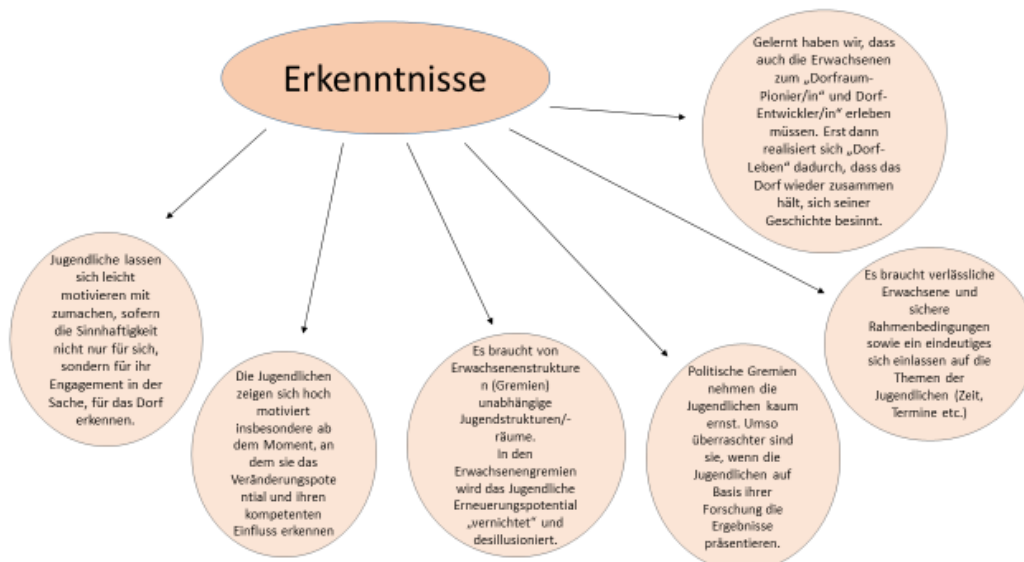 Erkenntnisse
Jugendliche lassen
sich leicht
motivieren mit
zumachen, sofern
die Sinnhaftigkeit
nicht nur für sich,
sondern für ihr
Engagement in der
Sache, für das Dorf
erkennen.
Die Jugendlichen
zeigen sich hoch
motiviert
insbesondere ab
dem Moment, an
dem sie das
Veränderungspote
ntial und ihren
kompetenten
Einfluss erkennen
Es braucht von
Erwachsenenstrukture
n (Gremien)
unabhängige
Jugendstrukturen/-
räume.
In den
Erwachsenengremien
wird das Jugendliche
Erneuerungspotential
„vernichtet" und
desillusioniert.
Politische Gremien
nehmen die
Jugendlichen kaum
ernst. Umso
überraschter sind
sie, wenn die
Jugendlichen auf
Basis ihrer
Forschung die
Ergebnisse
präsentieren.
Es braucht verlässliche
Erwachsene und
sichere
Rahmenbedingungen
sowie ein eindeutiges
sich einlassen auf die
Themen der
Jugendlichen (Zeit,
Termine etc.)
Gelernt haben wir, dass
auch die Erwachsenen
zum „Dorfraum-
Pionier/in" und Dorf-
Entwickler/in" erleben
müssen. Erst dann
realisiert sich „Dorf-
Leben" dadurch, dass das
Dorf wieder zusammen
hält, sich seiner
Geschichte besinnt.